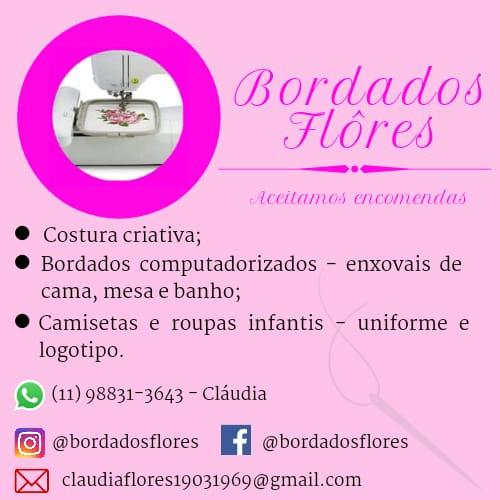 Bordados
Flôres
Aceitamos encomendas
Costura criativa;
Bordados computadorizados - enxovais de
cama, mesa e banho;
Camisetas e roupas infantis - uniforme e
logotipo.
(11) 98831-3643 - Cláudia
@bordadosflores @bordadosflores
claudiaflores19031969@gmail.com